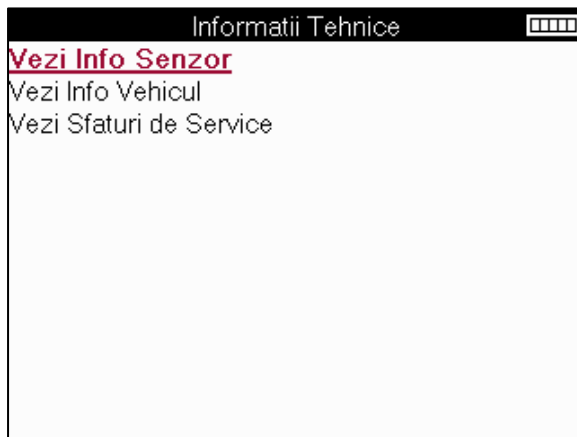 Informatii Tehnice
Vezi Info Senzor
Vezi Info Vehicul
Vezi Sfaturi de Service